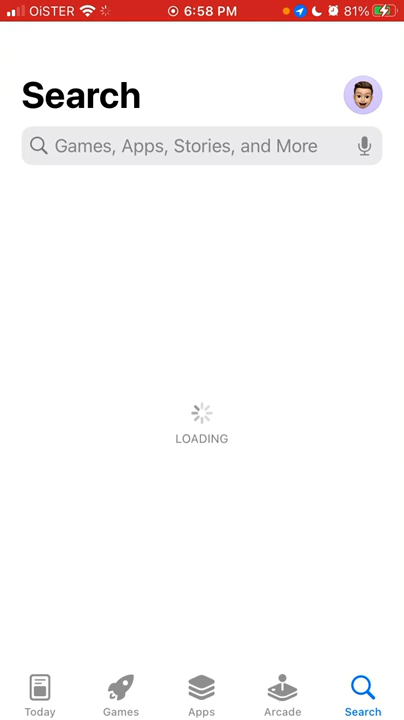 OiSTER 6:58 PM 81%
Search
Games, Apps, Stories, and More
LOADING
Today Games Apps Arcade Search